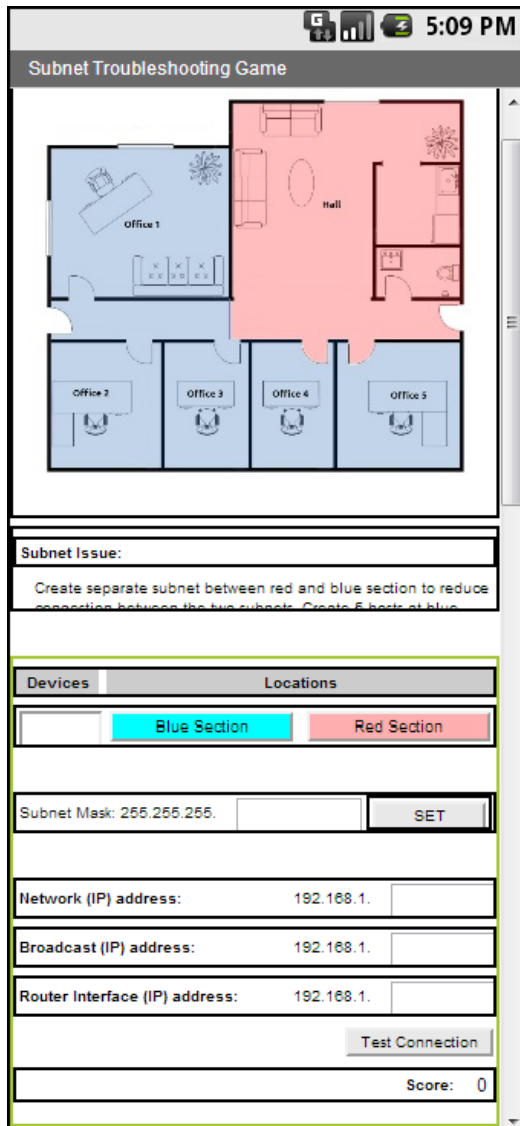 G 5:09 PM
Subnet Troubleshooting Game
Office 1
Hall
Office 2
Office 3
Office 4
Office 5
Subnet Issue:
Create separate subnet between red and blue section to reduce
connection between the two subnets. Create 5 hosts at blue
Devices Locations
Blue Section Red Section
Subnet Mask: 255.255.255. SET
Network (IP) address: 192.168.1.
Broadcast (IP) address: 192.168.1.
Router Interface (IP) address: 192.168.1.
Test Connection
Score: 0